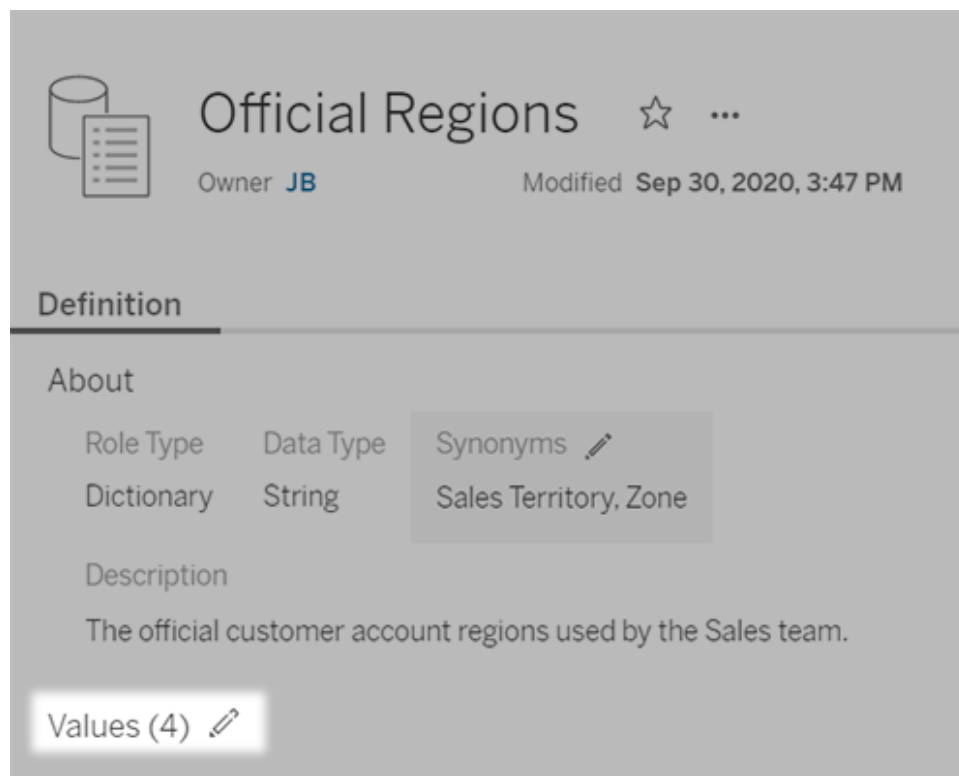 Official Regions
Owner JB Modified Sep 30, 2020, 3:47 PM
Definition
About
Role Type Data Type Synonyms
Dictionary String Sales Territory, Zone
Description
The official customer account regions used by the Sales team.
Values (4)